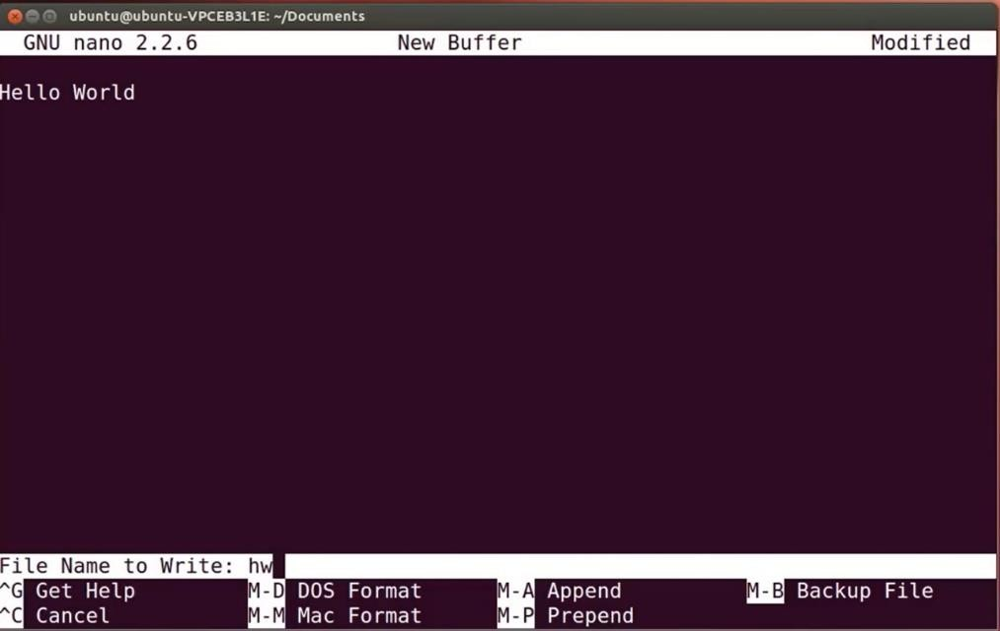 ubuntu@ubuntu-VPCEB3L1E: ~/Documents
GNU nano 2.2.6 New Buffer Modified
Hello World
File Name to Write: hw
^G Get Help M-D DOS Format M-A Append M-B Backup File
^C Cancel M-M Mac Format M-P Prepend